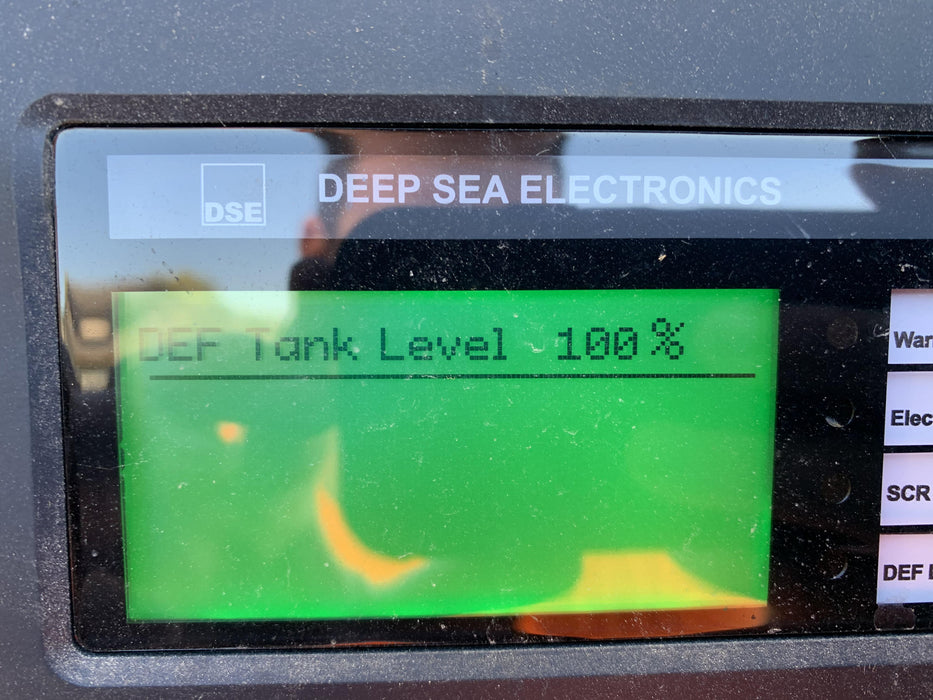 DSE DEEP SEA ELECTRONICS
DEF Tank Level 100%
Elec
SCR
DEF